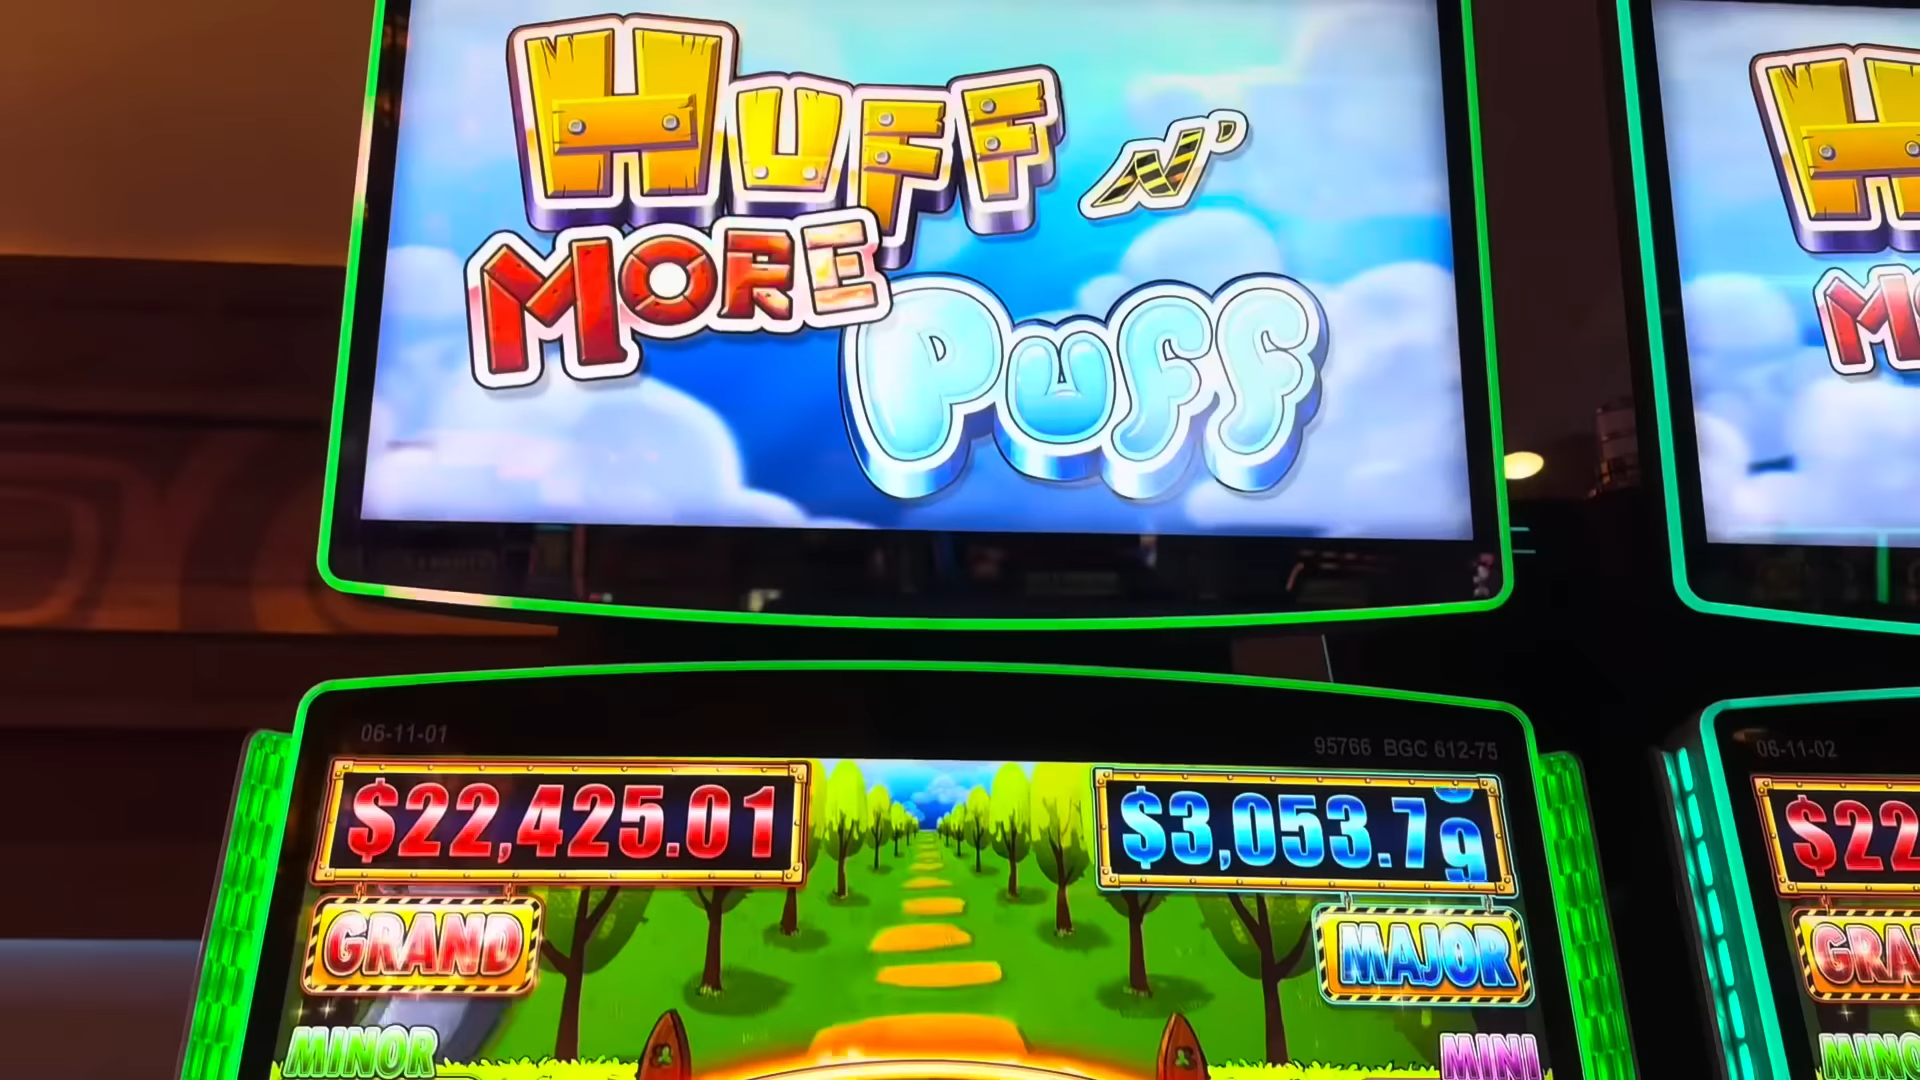 HUFF N'
MORE
PUFF
06-11-01
95766 BGC 612-75
06-11-02
$22,425.01
$3,053.79
$22
GRAND
MAJOR
MINOR
MINI